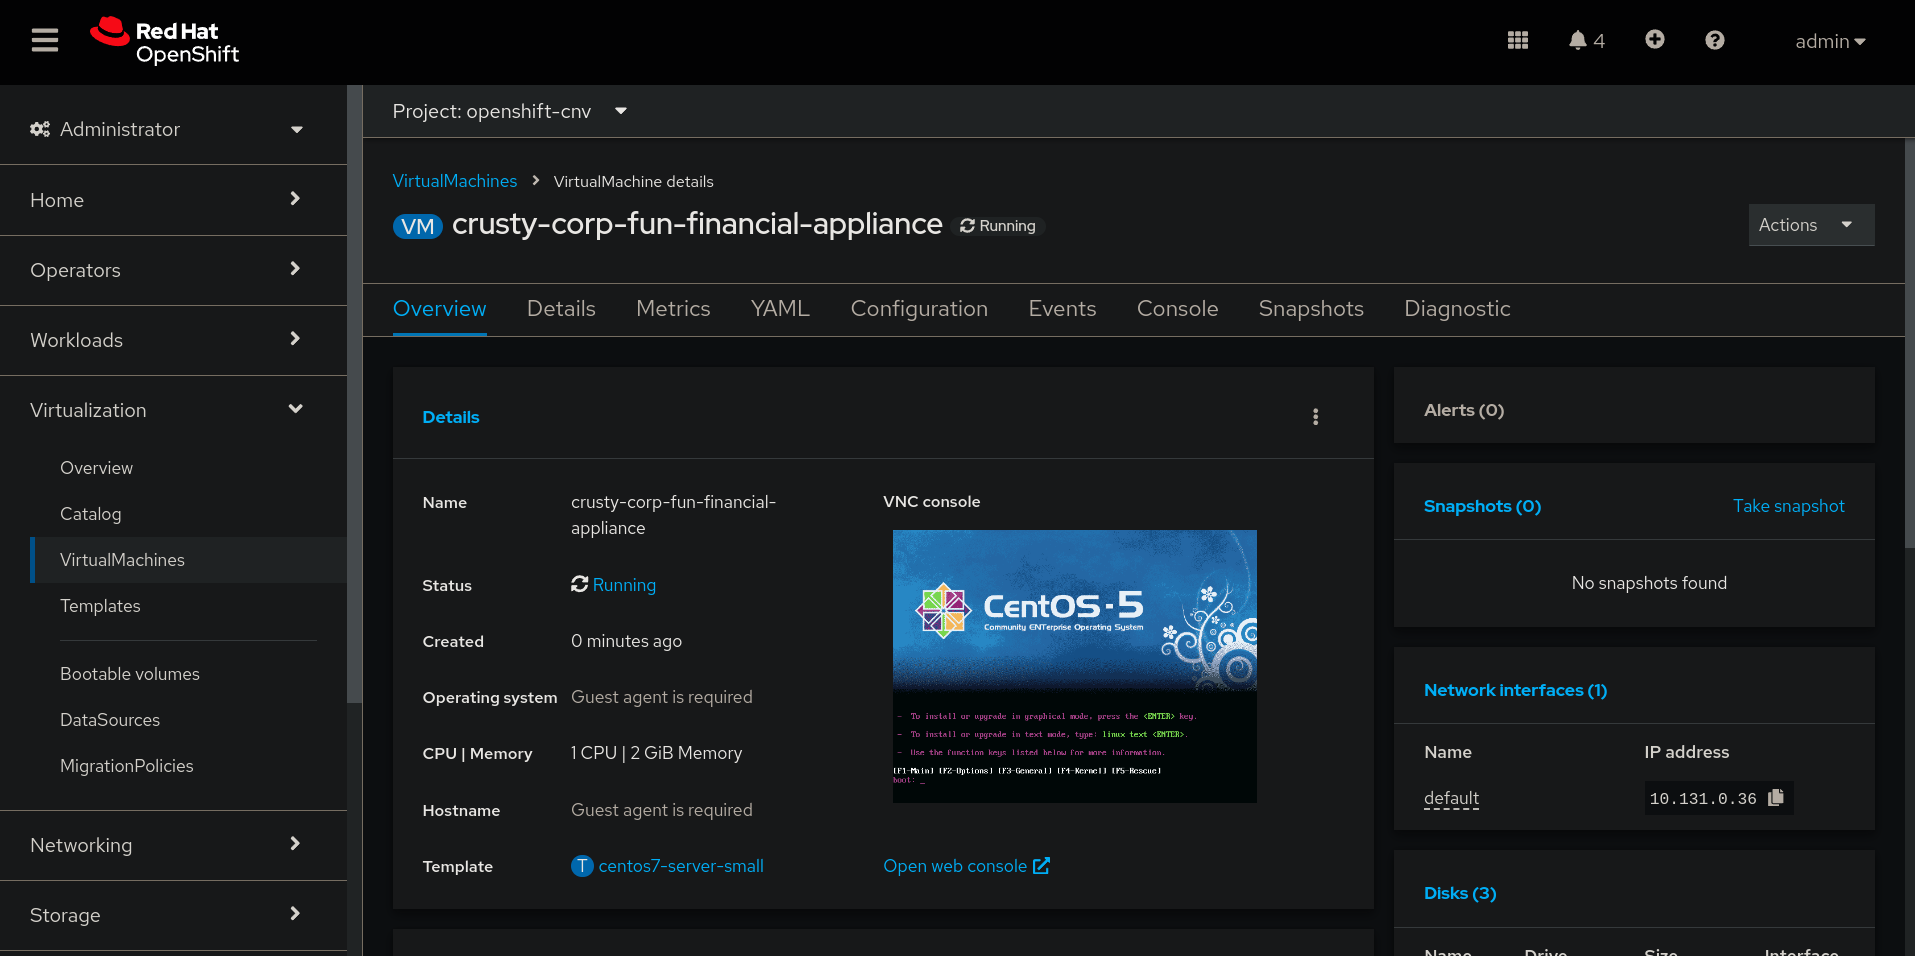 Red Hat
OpenShift
4
admin
Administrator
Home
Operators
Workloads
Virtualization
Overview
Catalog
VirtualMachines
Templates
Bootable volumes
DataSources
MigrationPolicies
Networking
Storage
Project: openshift-cnv
VirtualMachines > VirtualMachine details
VM crusty-corp-fun-financial-appliance Running
Actions
Overview Details Metrics YAML Configuration Events Console Snapshots Diagnostic
Details
Name
crusty-corp-fun-financial-
appliance
Status
Running
Created
0 minutes ago
Operating system
Guest agent is required
CPU | Memory
1 CPU | 2 GiB Memory
Hostname
Guest agent is required
Template
T centos7-server-small
VNC console
CentOS-5
Community ENTerprise Operating System
- To install or upgrade in graphical mode, press the <ENTER> key.
- To install or upgrade in text mode, type: linux text <ENTER>.
- Use the function keys listed below for more information.
[F1-Main] [F2-Options] [F3-General] [F4-Kernel] [F5-Rescue]
boot: _
Open web console
Alerts (0)
Snapshots (0)
Take snapshot
No snapshots found
Network interfaces (1)
Name IP address
default 10.131.0.36
Disks (3)
Name Drive Size Interface